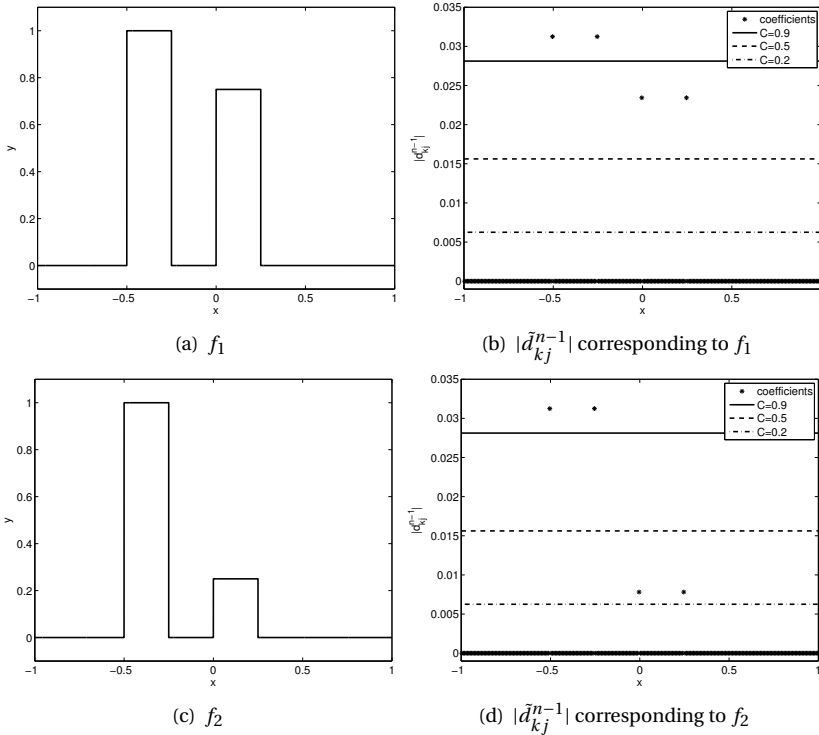 1
0.8
0.6
0.4
0.2
0
−1
−0.5
0
0.5
1
x
y
(a) f₁
0.035
0.03
0.025
0.02
0.015
0.01
0.005
0
−1
−0.5
0
0.5
x
|d̃ₖⱼⁿ⁻¹|
coefficients
C=0.9
C=0.5
C=0.2
(b) |d̃ₖⱼⁿ⁻¹| corresponding to f₁
1
0.8
0.6
0.4
0.2
0
−1
−0.5
0
0.5
1
x
y
(c) f₂
0.035
0.03
0.025
0.02
0.015
0.01
0.005
0
−1
−0.5
0
0.5
1
x
|d̃ₖⱼⁿ⁻¹|
coefficients
C=0.9
C=0.5
C=0.2
(d) |d̃ₖⱼⁿ⁻¹| corresponding to f₂